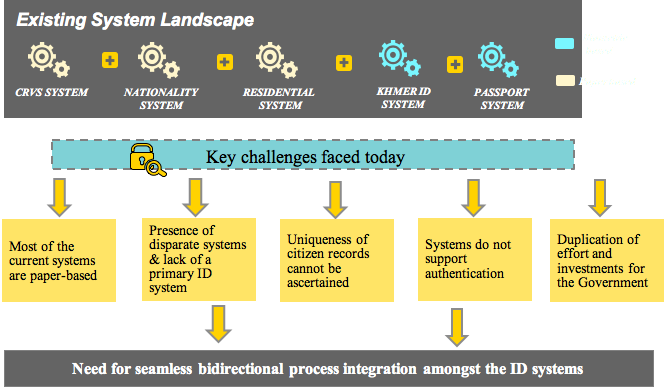 Existing System Landscape
CRVS SYSTEM
NATIONALITY
SYSTEM
RESIDENTIAL
SYSTEM
KHMER ID
SYSTEM
PASSPORT
SYSTEM
Key challenges faced today
Most of the
current systems
are paper-based
Presence of
disparate systems
& lack of a
primary ID
system
Uniqueness of
citizen records
cannot be
ascertained
Systems do not
support
authentication
Duplication of
effort and
investments for
the Government
Need for seamless bidirectional process integration amongst the ID systems